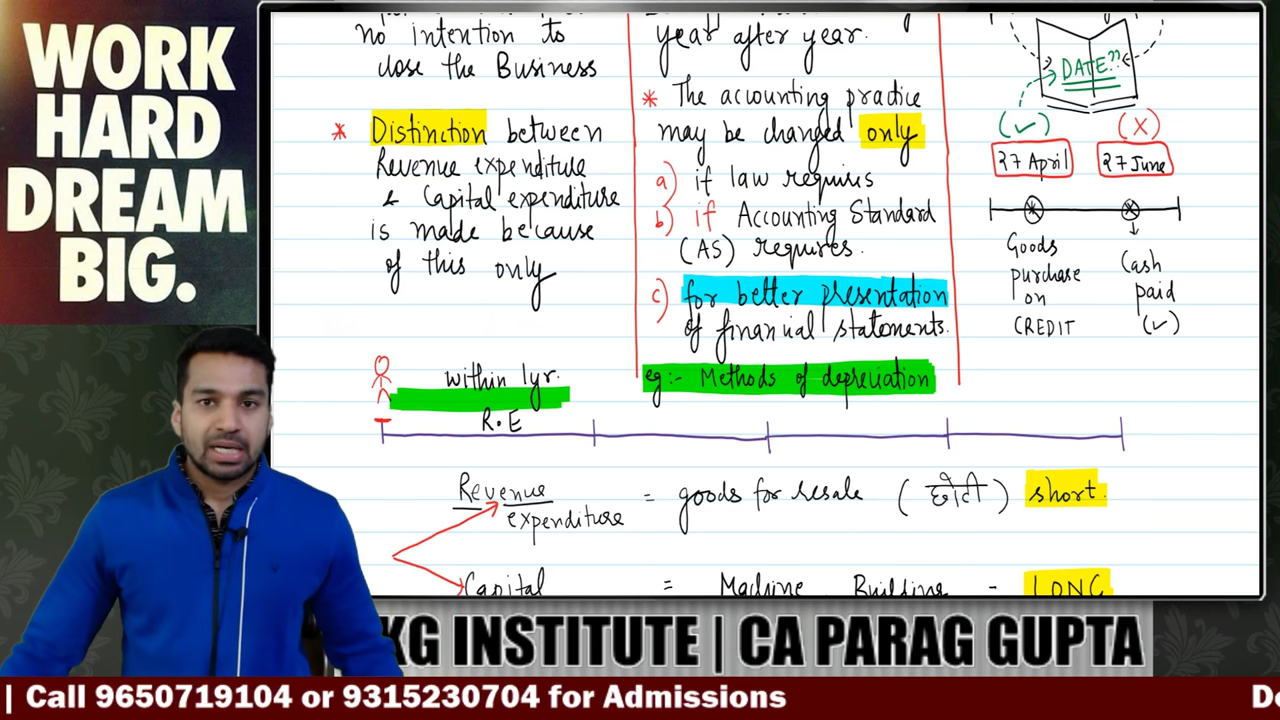 WORK
HARD
DREAM
BIG.
no intention to
close the Business
* Distinction between
Revenue expenditure
& Capital expenditure
is made because
of this only
year after year.
* The accounting practice
may be changed only
a) if law requires
b) if Accounting Standard
(AS) requires.
c) for better presentation
of financial statements.
eg:- Methods of depreciation
DATE??
(✓) (X)
27 April 27 June
Goods
purchase
on
CREDIT
Cash
paid
(✓)
within 1yr.
R.E
Revenue expenditure = goods for resale (छोटी) short.
Capital = Machine Building - LONG
KG INSTITUTE | CA PARAG GUPTA
| Call 9650719104 or 9315230704 for Admissions